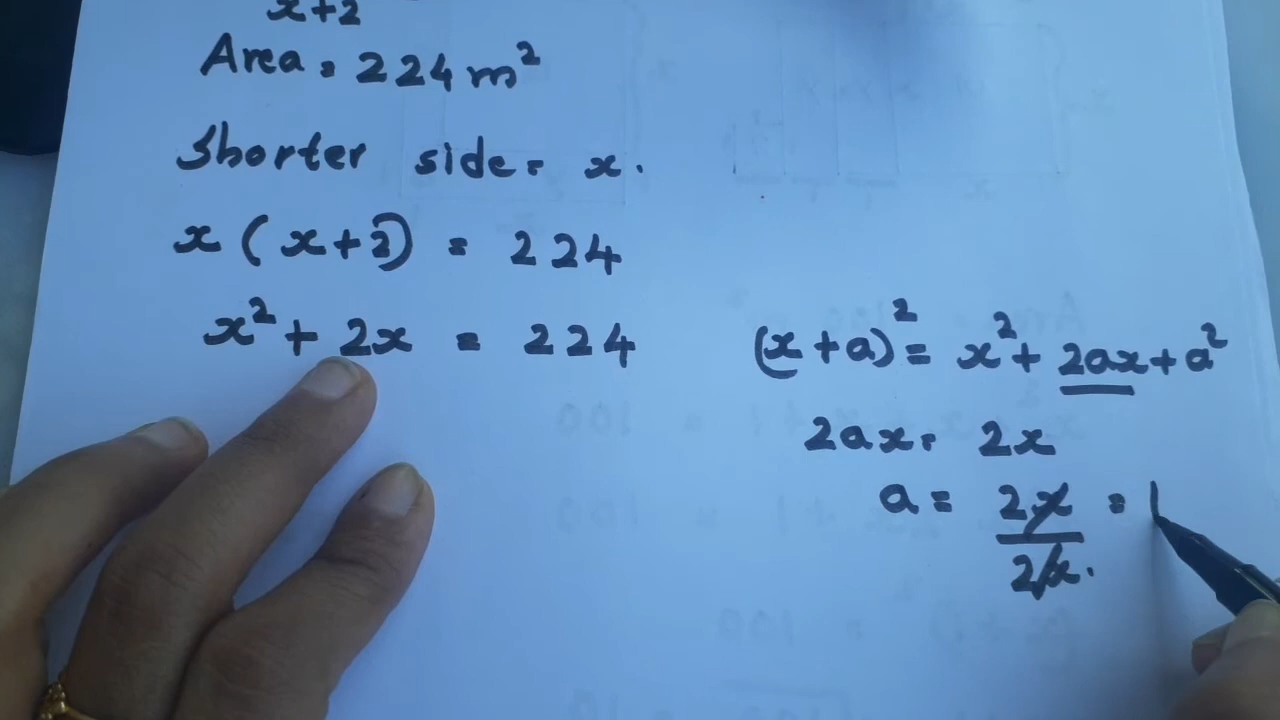 x+2
Area = 224 m²
Shorter side = x.
x (x+2) = 224
x² + 2x = 224
(x+a)² = x² + 2ax + a²
2ax = 2x
a = 2x/2x. = 1